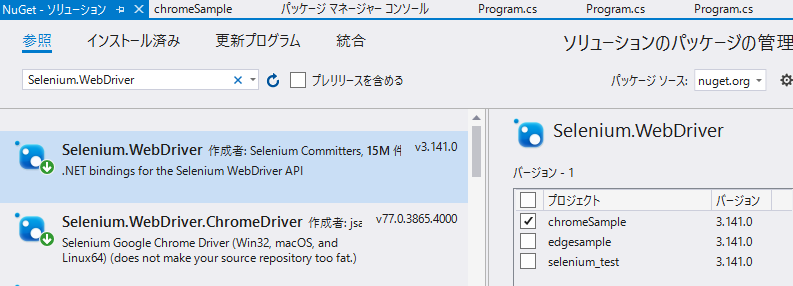 NuGet - ソリューション chromeSample パッケージ マネージャー コンソール Program.cs Program.cs Program.cs
参照 インストール済み 更新プログラム 統合 ソリューションのパッケージの管理
Selenium.WebDriver プレリリースを含める パッケージ ソース: nuget.org
Selenium.WebDriver 作成者: Selenium Committers, 15M 件 v3.141.0
.NET bindings for the Selenium WebDriver API
Selenium.WebDriver.ChromeDriver 作成者: jsa v77.0.3865.4000
Selenium Google Chrome Driver (Win32, macOS, and
Linux64) (does not make your source repository too fat.)
Selenium.WebDriver
バージョン - 1
プロジェクト バージョン
chromeSample 3.141.0
edgesample 3.141.0
selenium_test 3.141.0